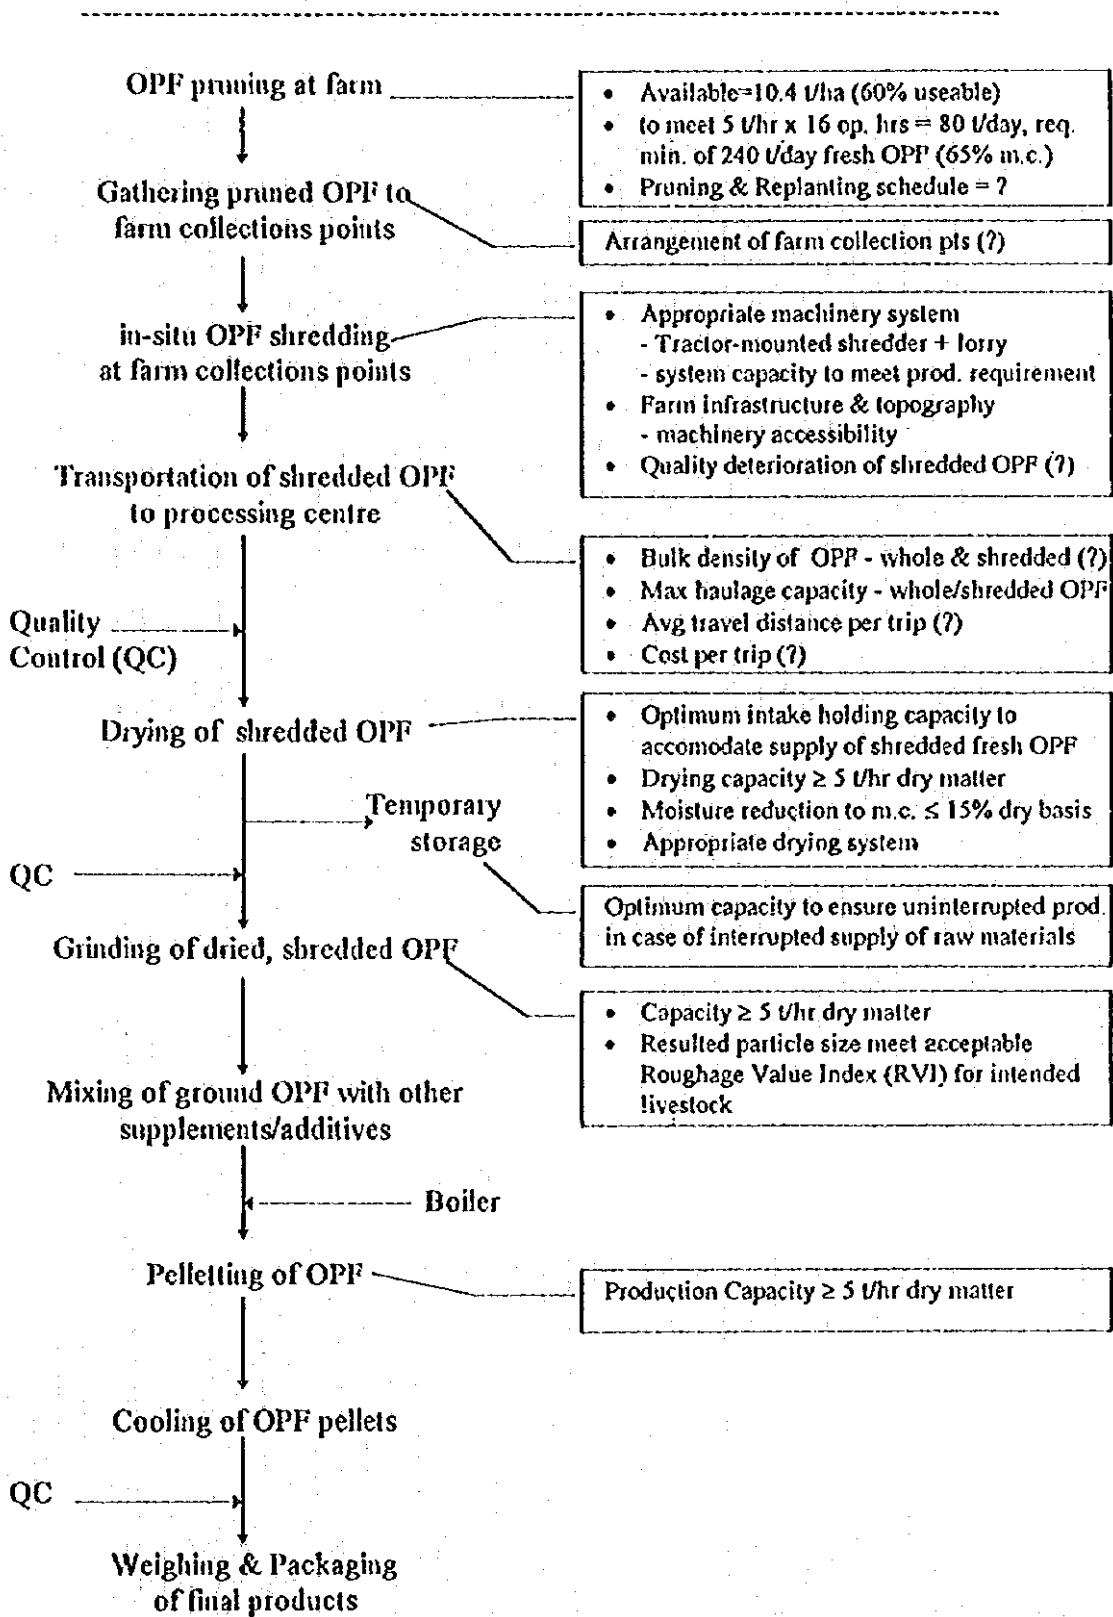 OPF pruning at farm
• Available=10.4 t/ha (60% useable)
• to meet 5 t/hr x 16 op. hrs = 80 t/day, req.
min. of 240 t/day fresh OPF (65% m.c.)
• Pruning & Replanting schedule = ?
Gathering pruned OPF to
farm collections points
Arrangement of farm collection pts (?)
in-situ OPF shredding
at farm collections points
• Appropriate machinery system
- Tractor-mounted shredder + lorry
- system capacity to meet prod. requirement
• Farm infrastructure & topography
- machinery accessibility
• Quality deterioration of shredded OPF (?)
Transportation of shredded OPF
to processing centre
• Bulk density of OPF - whole & shredded (?)
• Max haulage capacity - whole/shredded OPF
• Avg travel distance per trip (?)
• Cost per trip (?)
Quality
Control (QC)
Drying of shredded OPF
• Optimum intake holding capacity to
accomodate supply of shredded fresh OPF
• Drying capacity ≥ 5 t/hr dry matter
• Moisture reduction to m.c. ≤ 15% dry basis
• Appropriate drying system
Temporary
storage
QC
Optimum capacity to ensure uninterrupted prod.
in case of interrupted supply of raw materials
Grinding of dried, shredded OPF
• Capacity ≥ 5 t/hr dry matter
• Resulted particle size meet acceptable
Roughage Value Index (RVI) for intended
livestock
Mixing of ground OPF with other
supplements/additives
Boiler
Pelletting of OPF
Production Capacity ≥ 5 t/hr dry matter
Cooling of OPF pellets
QC
Weighing & Packaging
of final products